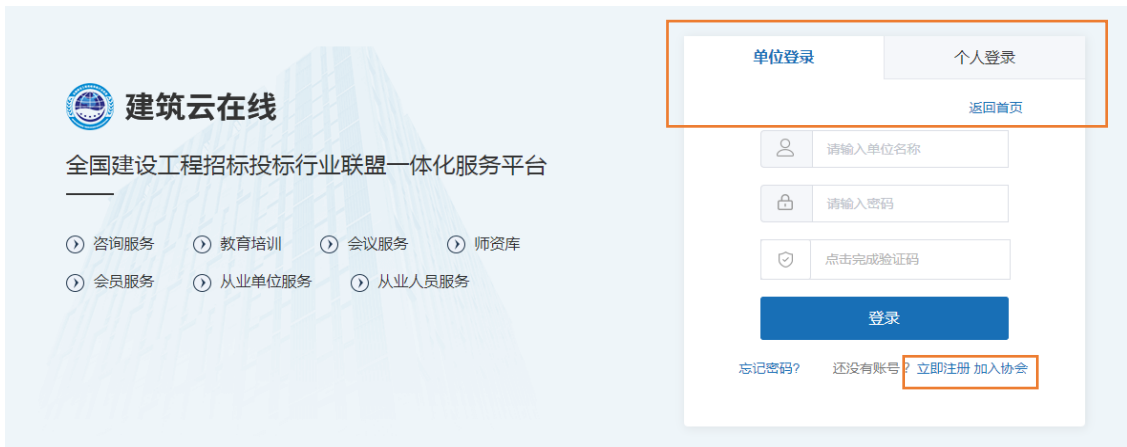 单位登录 个人登录
返回首页
建筑云在线
全国建设工程招标投标行业联盟一体化服务平台
咨询服务 教育培训 会议服务 师资库
会员服务 从业单位服务 从业人员服务
请输入单位名称
请输入密码
点击完成验证码
登录
忘记密码? 还没有账号？立即注册 加入协会